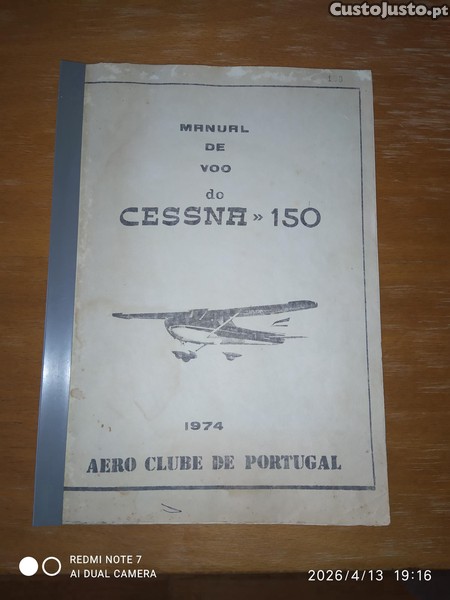 CustoJusto.pt
MANUAL
DE
VOO
do
CESSNA » 150
1974
AERO CLUBE DE PORTUGAL
REDMI NOTE 7
AI DUAL CAMERA
2026/4/13 19:16